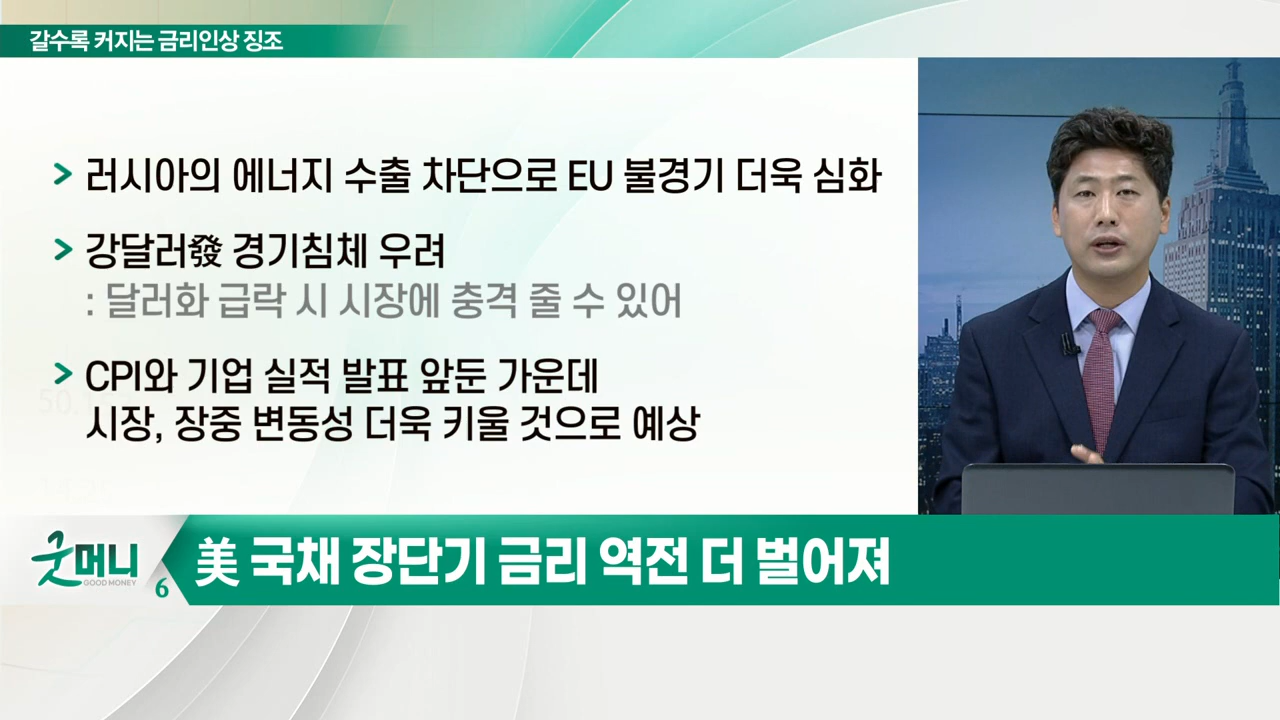 갈수록 커지는 금리인상 징조
> 러시아의 에너지 수출 차단으로 EU 불경기 더욱 심화
> 강달러發 경기침체 우려
: 달러화 급락 시 시장에 충격 줄 수 있어
> CPI와 기업 실적 발표 앞둔 가운데
시장, 장중 변동성 더욱 키울 것으로 예상
굿머니
GOOD MONEY
6
美 국채 장단기 금리 역전 더 벌어져